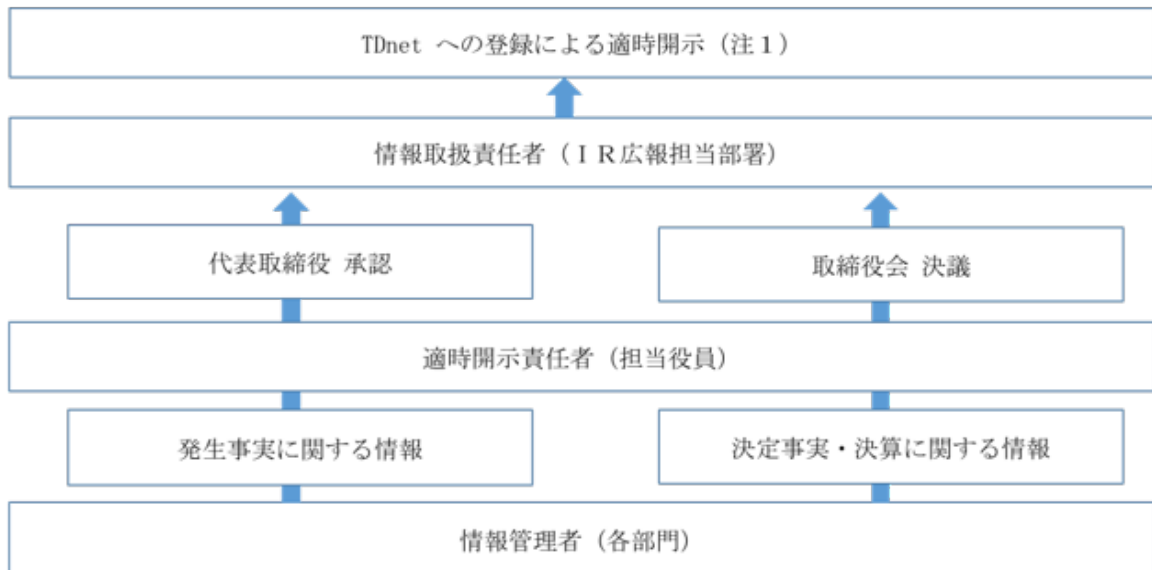 TDnet への登録による適時開示（注１）
情報取扱責任者（ＩＲ広報担当部署）
代表取締役 承認
取締役会 決議
適時開示責任者（担当役員）
発生事実に関する情報
決定事実・決算に関する情報
情報管理者（各部門）